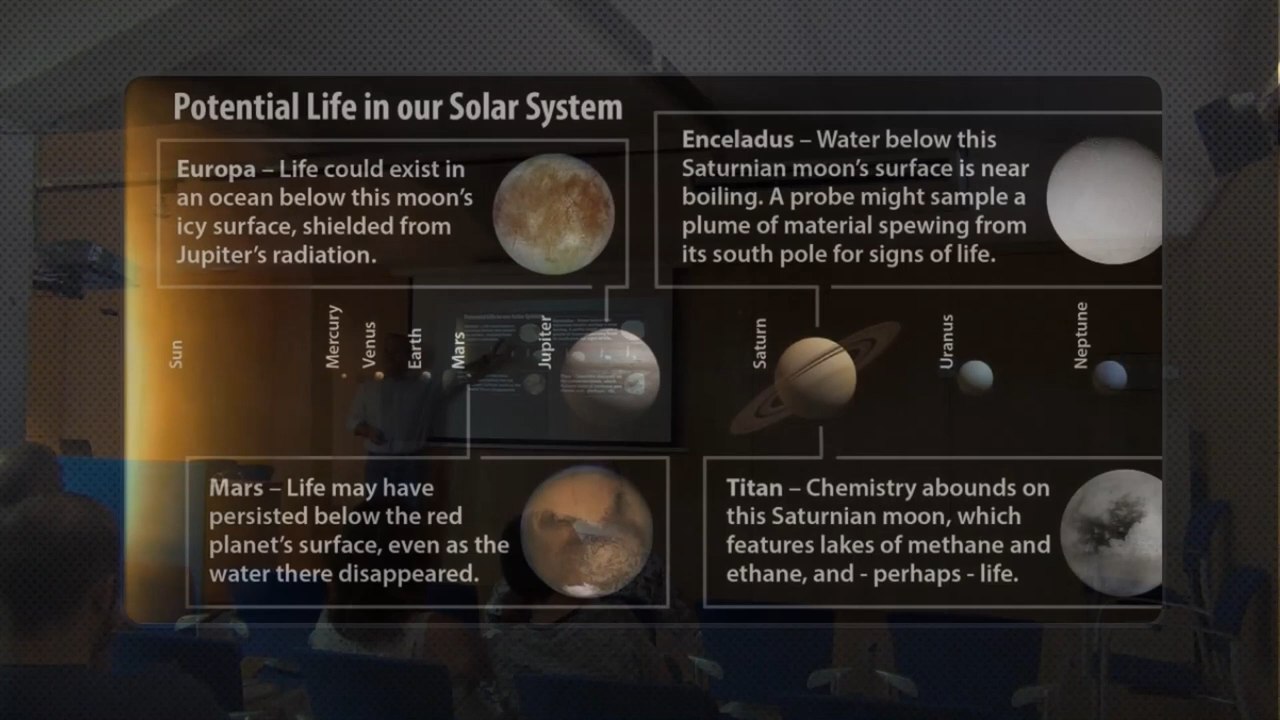 Potential Life in our Solar System
Europa – Life could exist in
an ocean below this moon's
icy surface, shielded from
Jupiter's radiation.
Enceladus – Water below this
Saturnian moon's surface is near
boiling. A probe might sample a
plume of material spewing from
its south pole for signs of life.
Sun
Mercury
Venus
Earth
Mars
Jupiter
Saturn
Uranus
Neptune
Mars – Life may have
persisted below the red
planet's surface, even as the
water there disappeared.
Titan – Chemistry abounds on
this Saturnian moon, which
features lakes of methane and
ethane, and - perhaps - life.